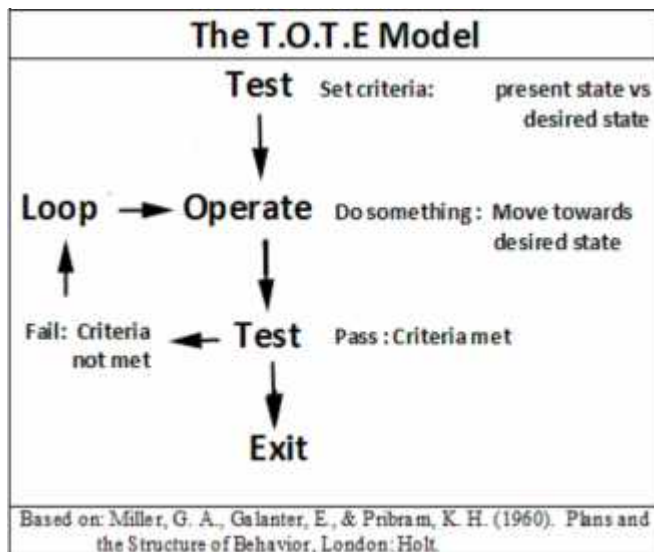 The T.O.T.E Model
Test Set criteria: present state vs
desired state
Loop Operate Do something : Move towards
desired state
Fail: Criteria Test Pass : Criteria met
not met
Exit
Based on: Miller, G. A., Galanter, E., & Pribram, K. H. (1960). Plans and
the Structure of Behavior, London: Holt.